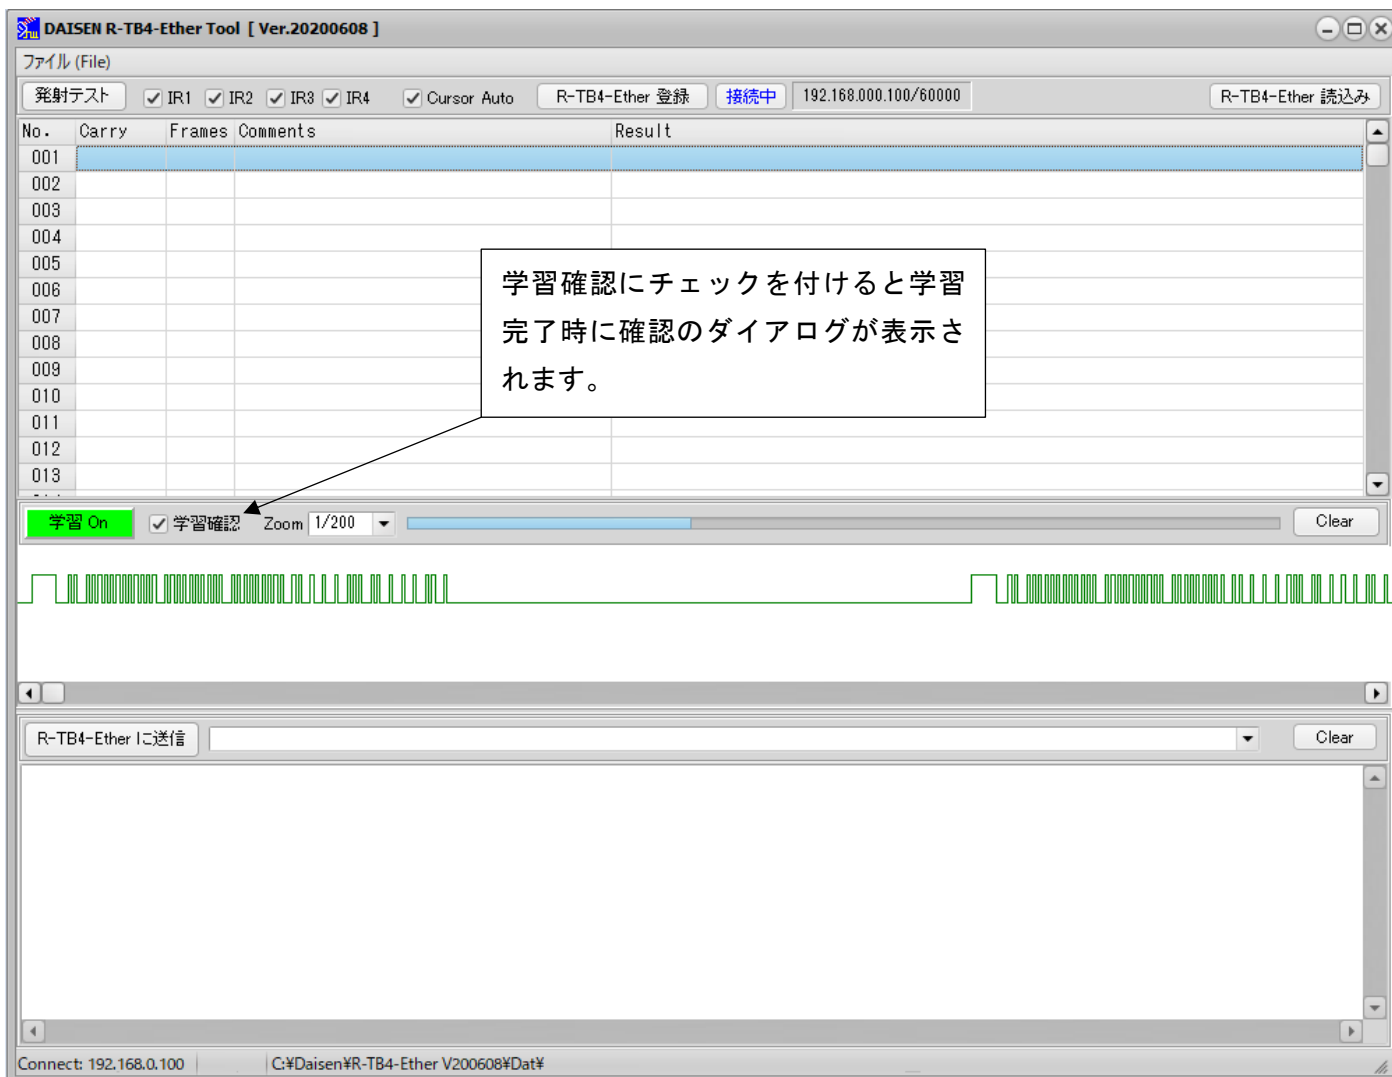 DAISEN R-TB4-Ether Tool [ Ver.20200608 ]
ファイル (File)
発射テスト IR1 IR2 IR3 IR4 Cursor Auto R-TB4-Ether 登録 接続中 192.168.000.100/60000 R-TB4-Ether 読込み
No. Carry Frames Comments Result
001
002
003
004
005
006
007
008
009
010
011
012
013
学習確認にチェックを付けると学習
完了時に確認のダイアログが表示さ
れます。
学習 On 学習確認 Zoom 1/200 Clear
R-TB4-Ether に送信 Clear
Connect: 192.168.0.100 C:¥Daisen¥R-TB4-Ether V200608¥Dat¥